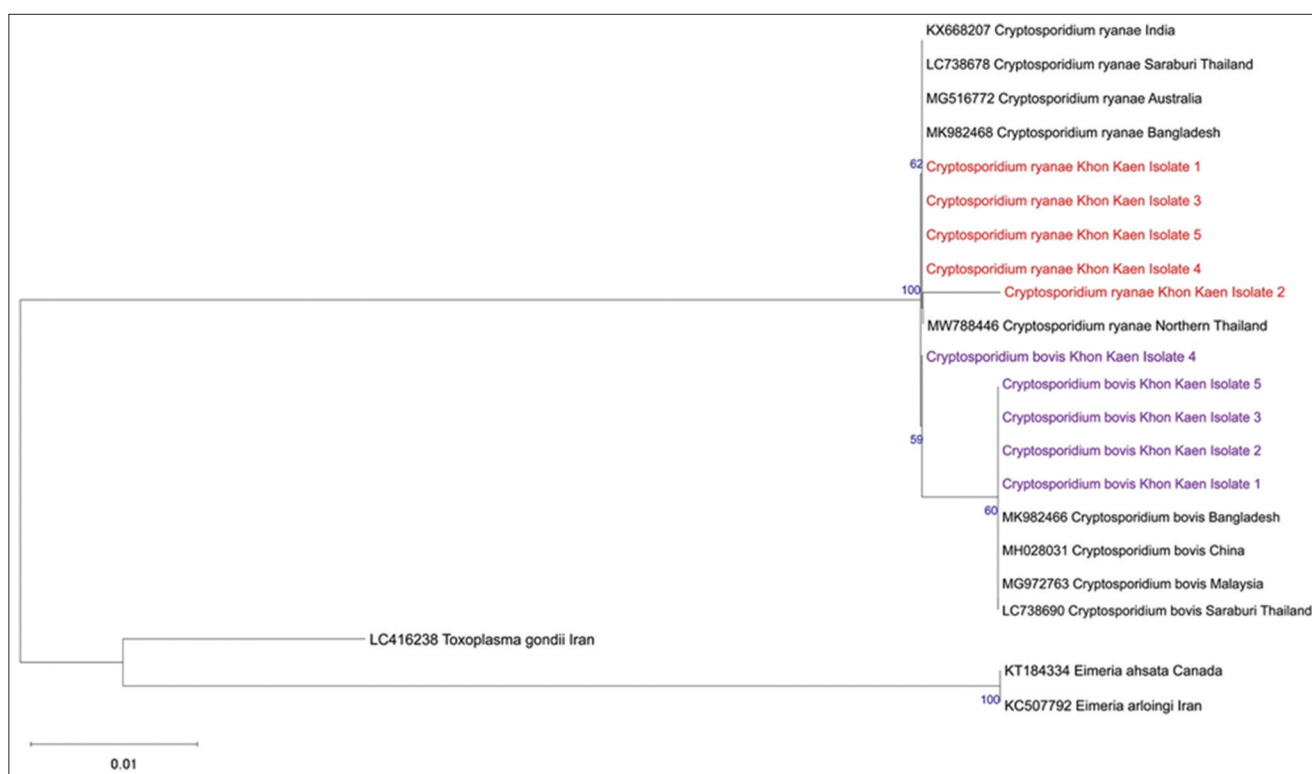 KX668207 Cryptosporidium ryanae India
LC738678 Cryptosporidium ryanae Saraburi Thailand
MG516772 Cryptosporidium ryanae Australia
MK982468 Cryptosporidium ryanae Bangladesh
62
Cryptosporidium ryanae Khon Kaen Isolate 1
Cryptosporidium ryanae Khon Kaen Isolate 3
Cryptosporidium ryanae Khon Kaen Isolate 5
Cryptosporidium ryanae Khon Kaen Isolate 4
100
Cryptosporidium ryanae Khon Kaen Isolate 2
MW788446 Cryptosporidium ryanae Northern Thailand
Cryptosporidium bovis Khon Kaen Isolate 4
Cryptosporidium bovis Khon Kaen Isolate 5
Cryptosporidium bovis Khon Kaen Isolate 3
59
Cryptosporidium bovis Khon Kaen Isolate 2
Cryptosporidium bovis Khon Kaen Isolate 1
60
MK982466 Cryptosporidium bovis Bangladesh
MH028031 Cryptosporidium bovis China
MG972763 Cryptosporidium bovis Malaysia
LC738690 Cryptosporidium bovis Saraburi Thailand
LC416238 Toxoplasma gondii Iran
KT184334 Eimeria ahsata Canada
100
KC507792 Eimeria arloingi Iran
0.01